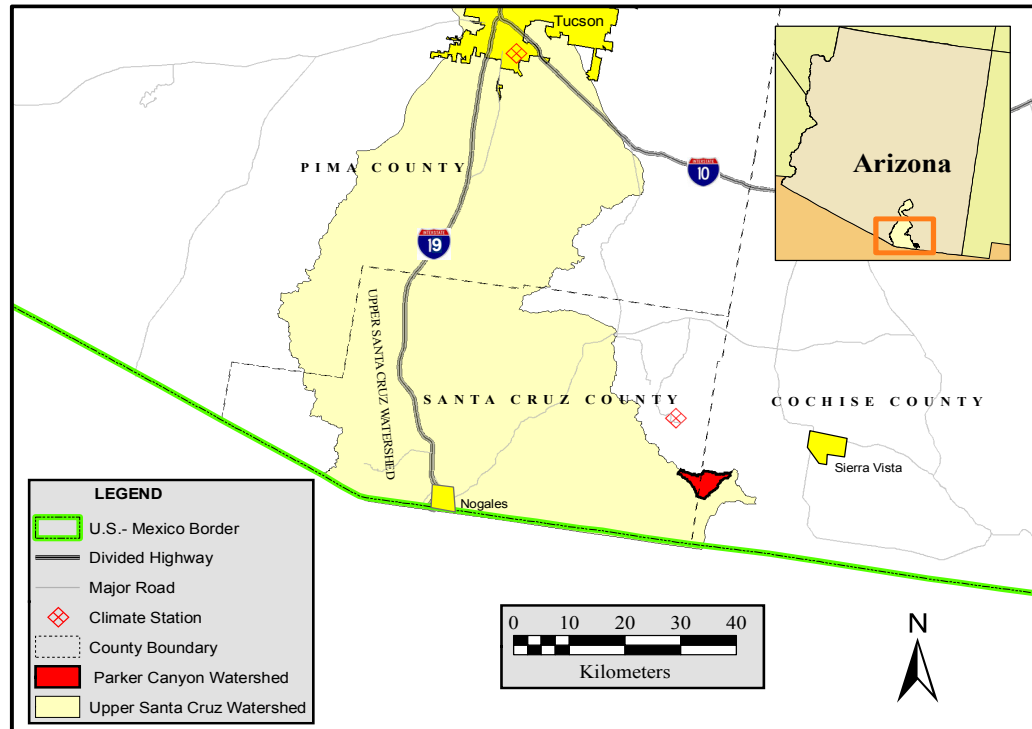 Tucson
PIMA COUNTY
INTERSTATE
10
Arizona
INTERSTATE
19
UPPER SANTA CRUZ WATERSHED
SANTA CRUZ COUNTY
COCHISE COUNTY
Sierra Vista
Nogales
LEGEND
U.S.- Mexico Border
Divided Highway
Major Road
Climate Station
County Boundary
Parker Canyon Watershed
Upper Santa Cruz Watershed
0 10 20 30 40
Kilometers
N